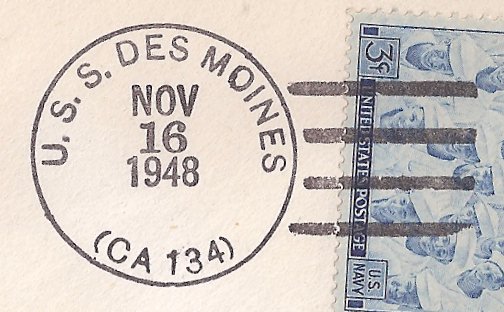 U.S.S. DES MOINES
NOV
16
1948
(CA 134)
3¢
UNITED STATES POSTAGE
U.S.
NAVY